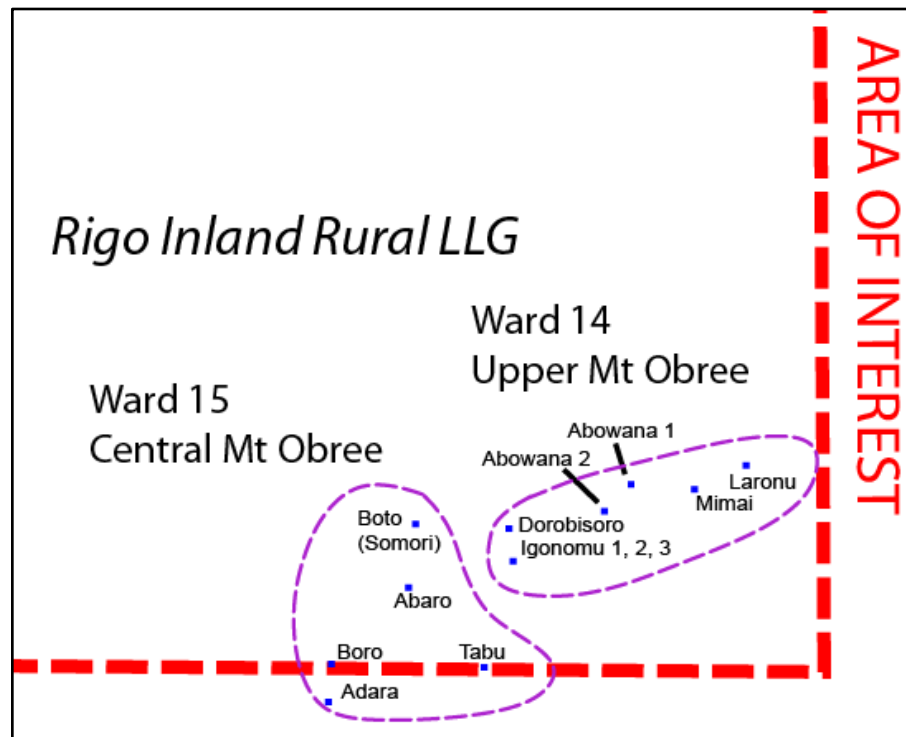 AREA OF INTEREST
Rigo Inland Rural LLG
Ward 14
Upper Mt Obree
Ward 15
Central Mt Obree
Abowana 1
Abowana 2
Laronu
Mimai
Dorobisoro
Igonomu 1, 2, 3
Boto
(Somori)
Abaro
Boro
Tabu
Adara